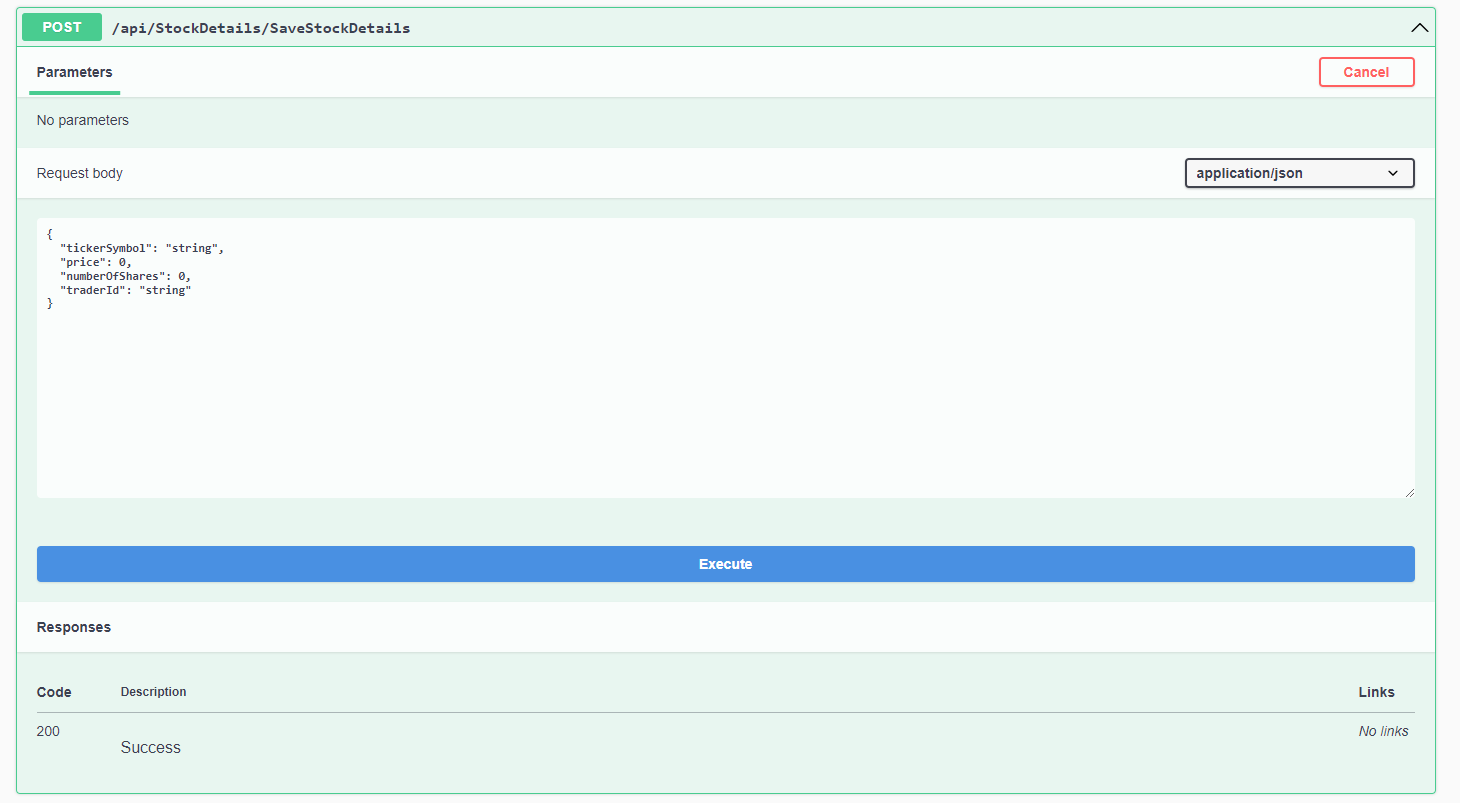 POST /api/StockDetails/SaveStockDetails
Parameters Cancel
No parameters
Request body application/json
{
  "tickerSymbol": "string",
  "price": 0,
  "numberOfShares": 0,
  "traderId": "string"
}
Execute
Responses
Code Description Links
200 No links
Success